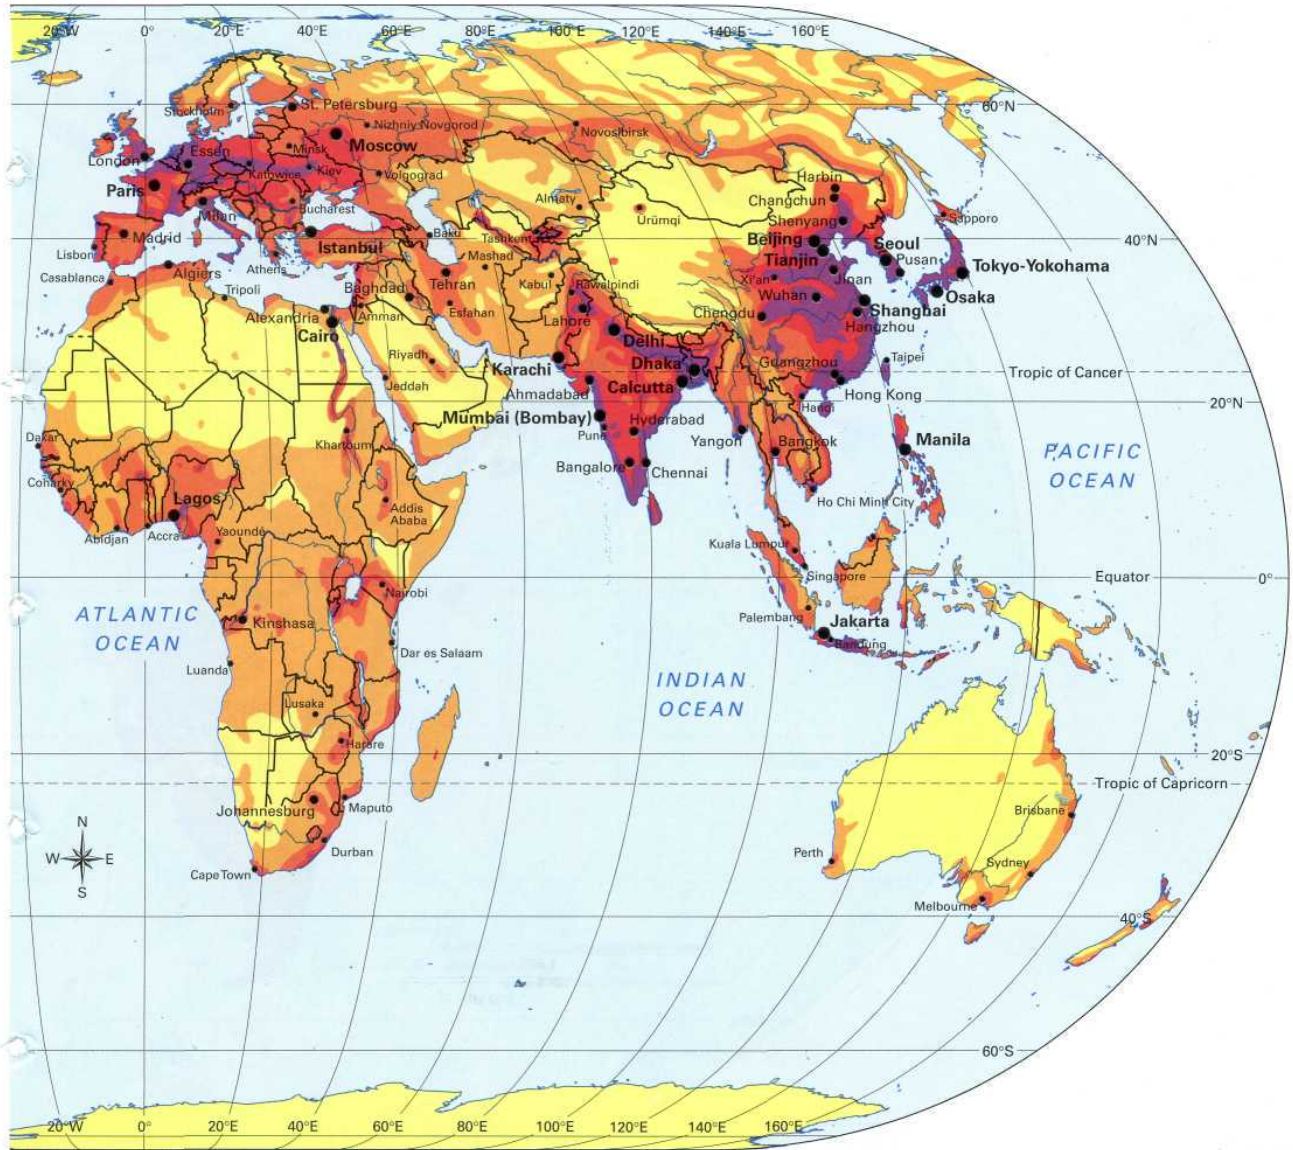 20°W 0° 20°E 40°E 60°E 80°E 100°E 120°E 140°E 160°E
60°N
Stockholm
St. Petersburg
Nizhniy Novgorod
Novosibirsk
Moscow
Minsk
London
Essen
Katowice
Kiev
Volgograd
Paris
Milan
Bucharest
Almaty
Ürümqi
Harbin
Changchun
Shenyang
Sapporo
Madrid
Istanbul
Baku
Tashkent
Beijing
Seoul
40°N
Lisbon
Athens
Mashad
Tianjin
Pusan
Casablanca
Algiers
Tehran
Kabul
Rawalpindi
Xi'an
Jinan
Tokyo-Yokohama
Tripoli
Baghdad
Esfahan
Wuhan
Osaka
Alexandria
Amman
Lahore
Chengdu
Shanghai
Cairo
Delhi
Hangzhou
Riyadh
Karachi
Dhaka
Guangzhou
Taipei
Tropic of Cancer
Jeddah
Ahmadabad
Calcutta
Hong Kong
Hanoi
20°N
Mumbai (Bombay)
Hyderabad
Dakar
Khartoum
Pune
Yangon
Bangkok
Manila
PACIFIC
OCEAN
Bangalore
Chennai
Conarky
Lagos
Addis
Ababa
Ho Chi Minh City
Abidjan
Accra
Yaoundé
Kuala Lumpur
Singapore
Equator
0°
Nairobi
ATLANTIC
OCEAN
Kinshasa
Palembang
Jakarta
Bandung
Dar es Salaam
Luanda
INDIAN
OCEAN
Lusaka
Harare
20°S
Tropic of Capricorn
Johannesburg
Maputo
Brisbane
N
W E
S
Durban
Perth
Sydney
Cape Town
Melbourne
40°S
60°S
20°W 0° 20°E 40°E 60°E 80°E 100°E 120°E 140°E 160°E